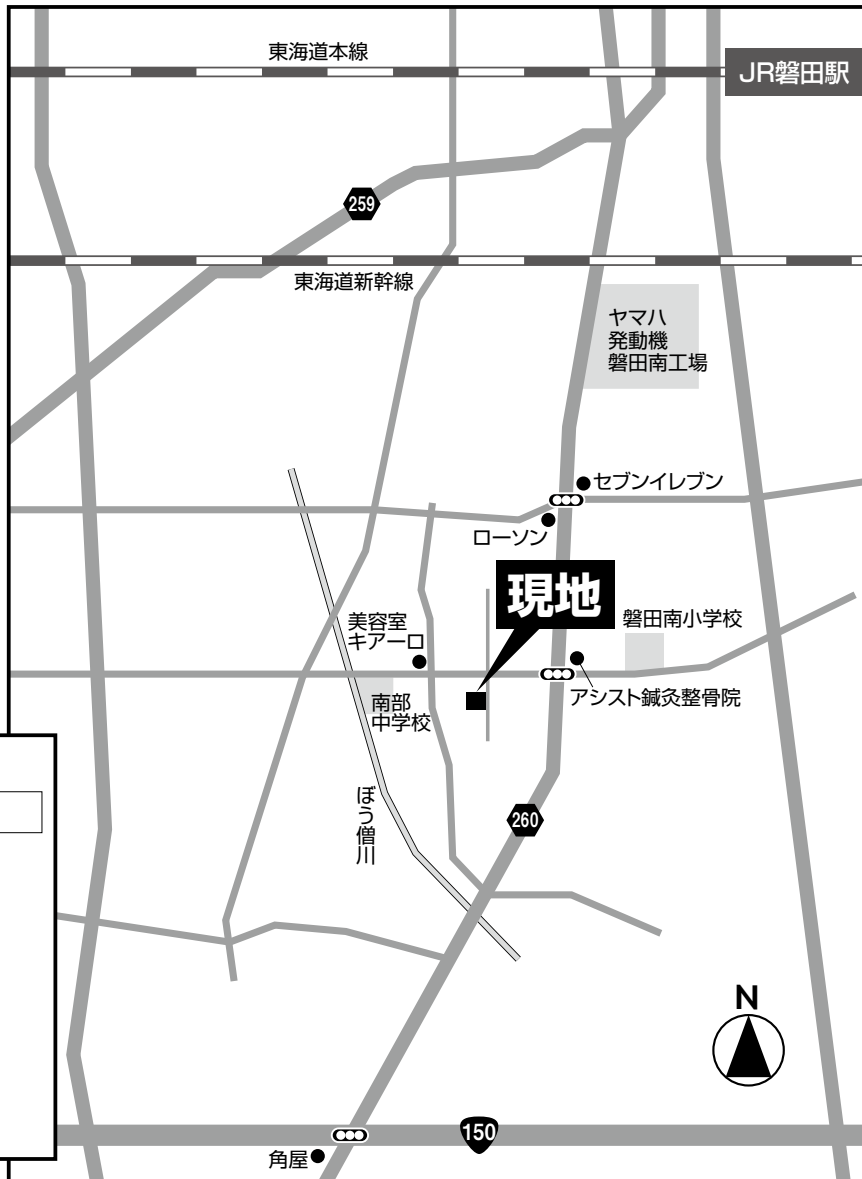 東海道本線
JR磐田駅
259
東海道新幹線
ヤマハ
発動機
磐田南工場
セブンイレブン
ローソン
現地
美容室
キアーロ
磐田南小学校
アシスト鍼灸整骨院
南部
中学校
ぼう僧川
260
N
150
角屋